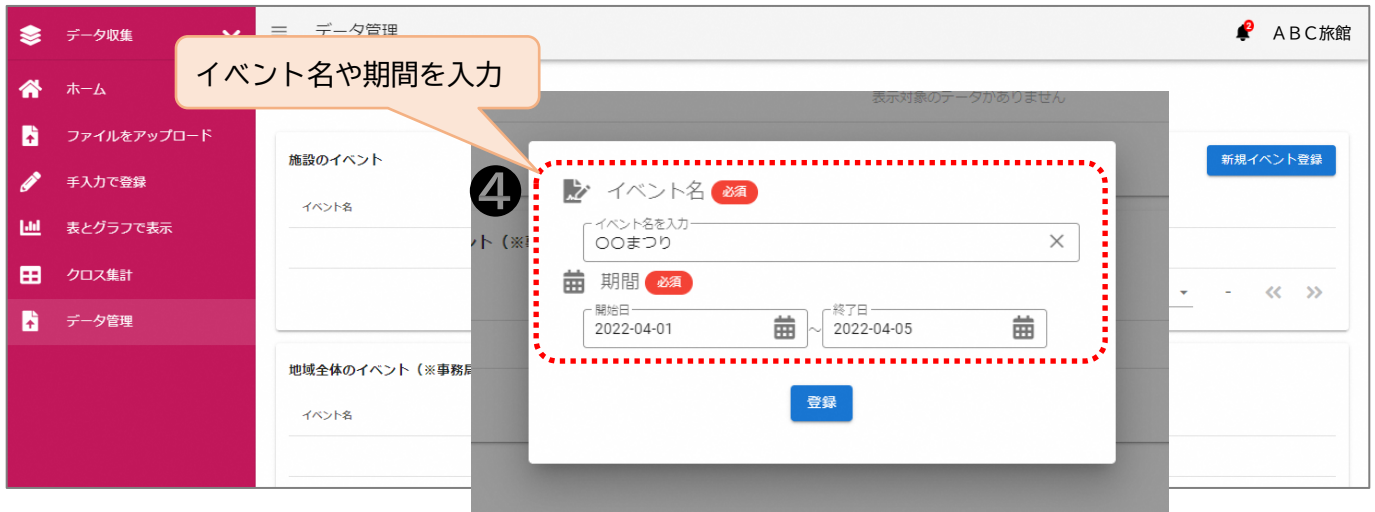 データ収集
データ管理
2
ＡＢＣ旅館
イベント名や期間を入力
ホーム
ファイルをアップロード
手入力で登録
表とグラフで表示
クロス集計
データ管理
表示対象のデータがありません
施設のイベント
新規イベント登録
イベント名
ント（※
-
地域全体のイベント（※事務局
イベント名
❹
イベント名 必須
イベント名を入力
〇〇まつり
期間 必須
開始日
2022-04-01
～
終了日
2022-04-05
登録